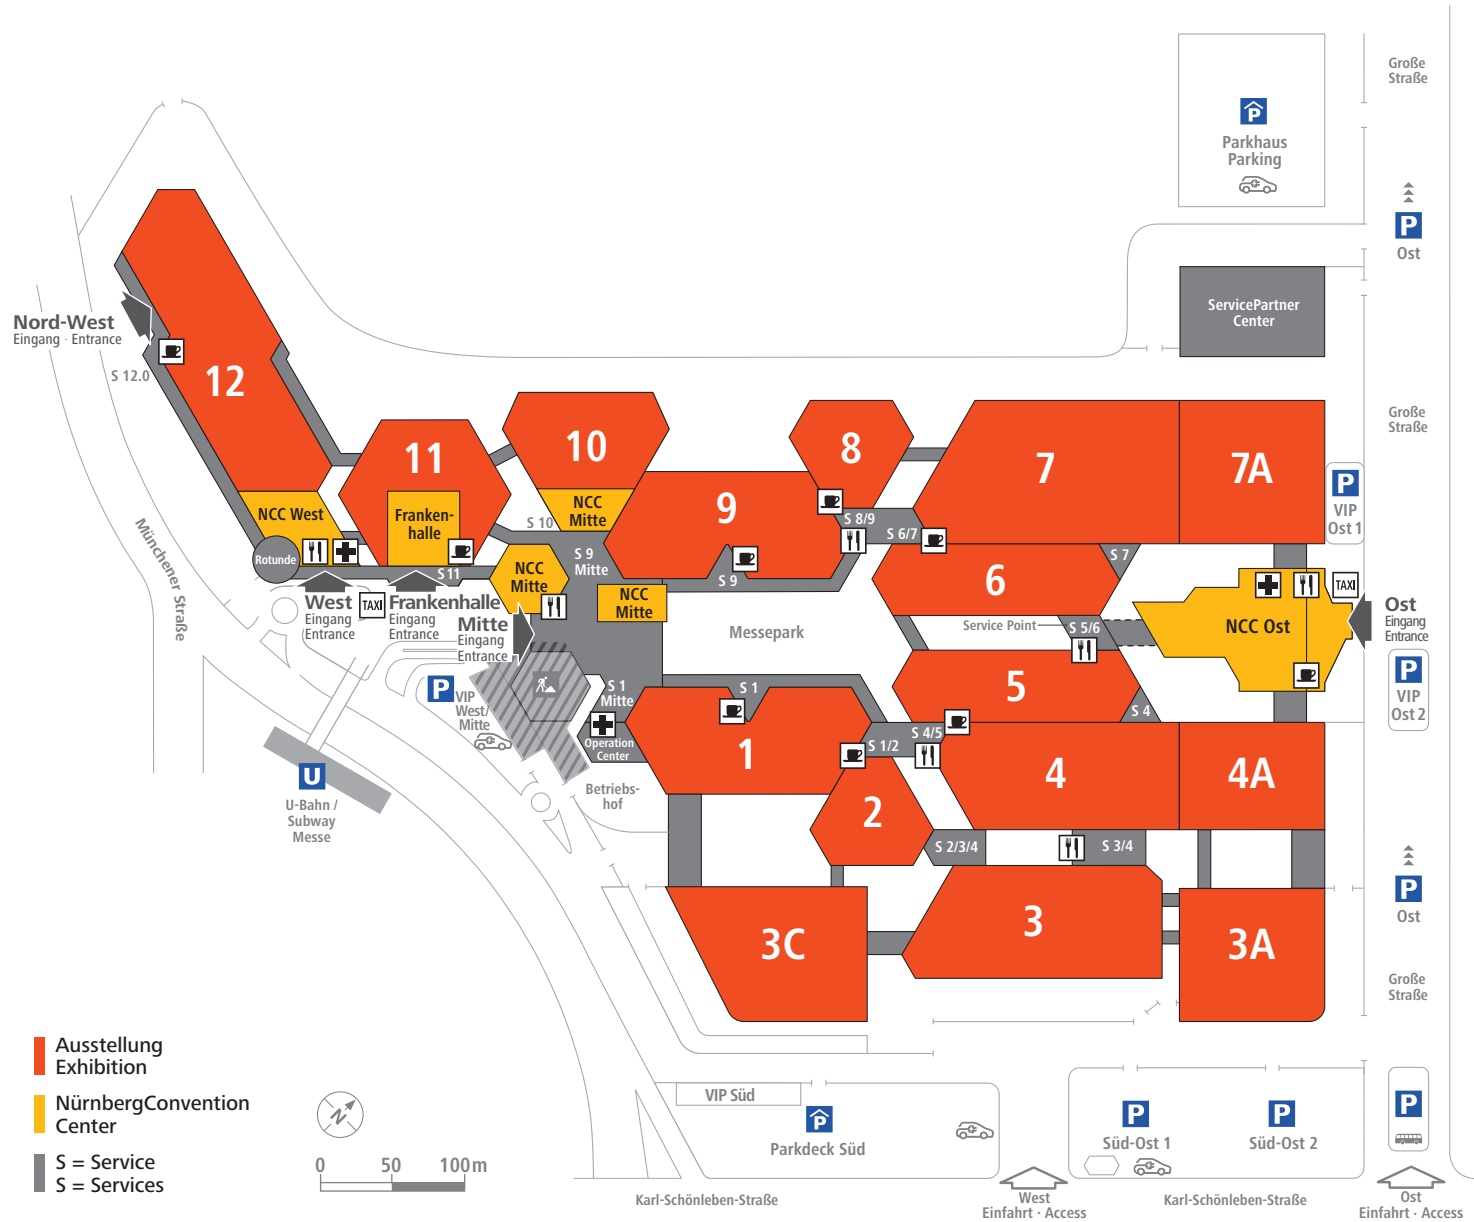 Große
Straße
P
Parkhaus
Parking
P
Ost
ServicePartner
Center
Nord-West
Eingang · Entrance
S 12.0
12
11
10
8
7
7A
Große
Straße
P
VIP
Ost 1
NCC West
Franken-
halle
NCC
Mitte
9
S 10
S 8/9
S 6/7
Rotunde
S 11
S 9
Mitte
S 9
S 7
NCC
Mitte
6
NCC
Mitte
West
Eingang
Entrance
TAXI
Frankenhalle
Eingang
Entrance
Mitte
Eingang
Entrance
Messepark
Service Point
S 5/6
NCC Ost
TAXI
Ost
Eingang
Entrance
Münchener Straße
P
VIP
West/
Mitte
S 1
Mitte
S 1
5
S 4
P
VIP
Ost 2
Operation
Center
1
S 1/2
S 4/5
4
4A
U
U-Bahn /
Subway
Messe
Betriebs-
hof
2
S 2/3/4
S 3/4
P
Ost
3C
3
3A
Große
Straße
Ausstellung
Exhibition
NürnbergConvention
Center
S = Service
S = Services
N
0 50 100 m
VIP Süd
P
Parkdeck Süd
P
Süd-Ost 1
P
Süd-Ost 2
P
Karl-Schönleben-Straße
West
Einfahrt · Access
Karl-Schönleben-Straße
Ost
Einfahrt · Access